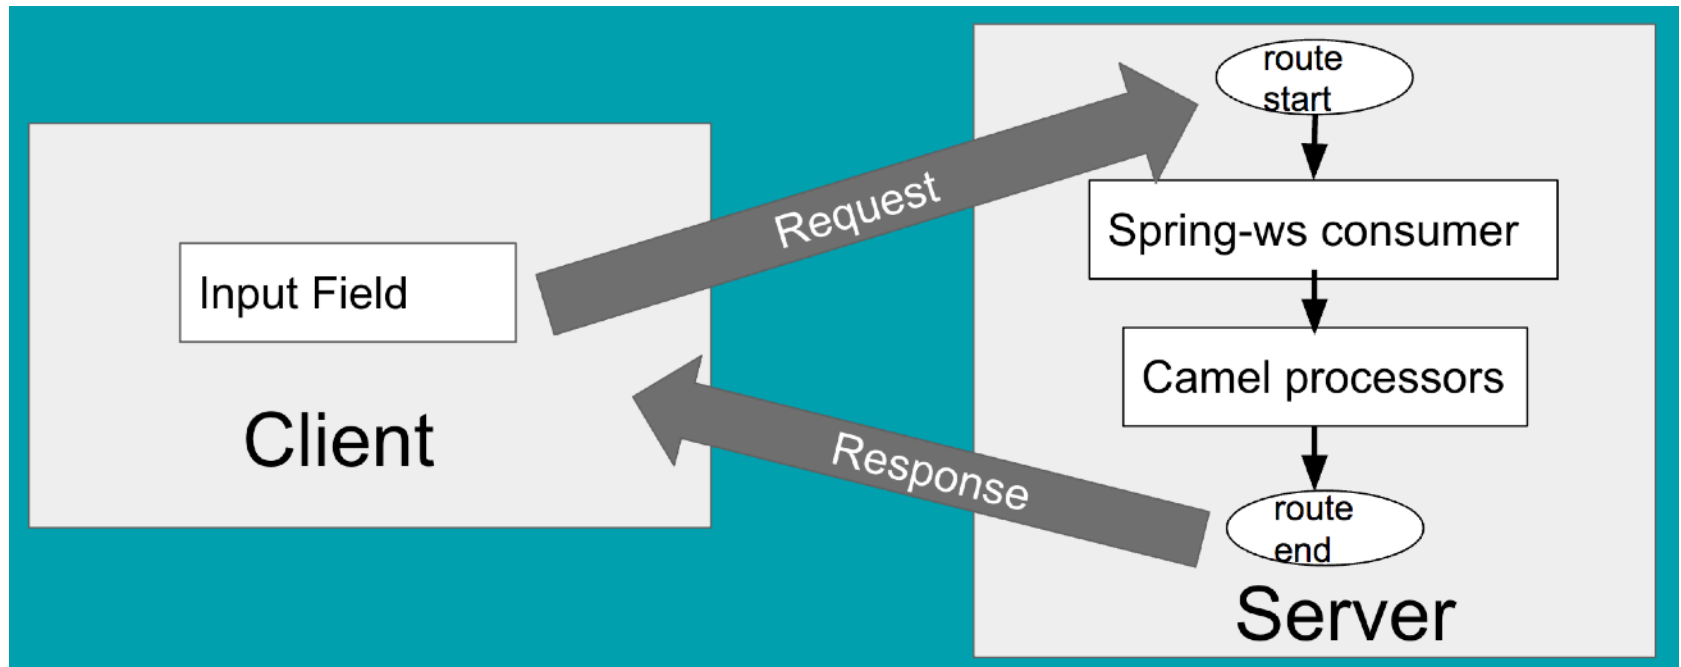 Input Field
Client
Request
Response
route
start
Spring-ws consumer
Camel processors
route
end
Server